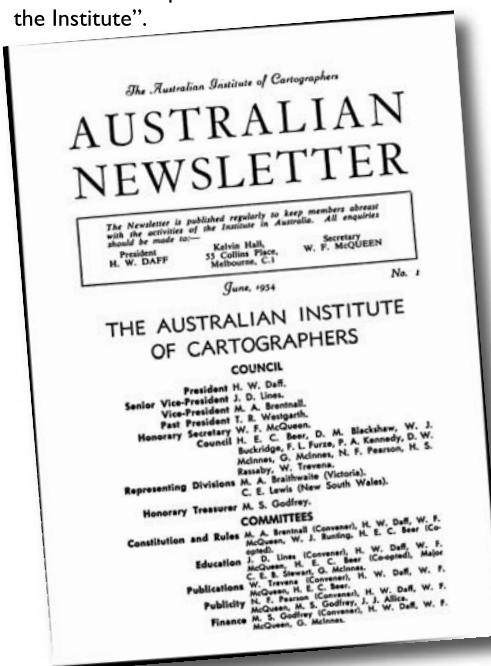 the Institute”.
The Australian Institute of Cartographers
AUSTRALIAN
NEWSLETTER
The Newsletter is published regularly to keep members abreast
with the activities of the Institute in Australia. All enquiries
should be made to:—
President
H. W. DAFF
Kelvin Hall,
55 Collins Place,
Melbourne, C.1
Secretary
W. F. McQUEEN
June, 1954
No. 1
THE AUSTRALIAN INSTITUTE
OF CARTOGRAPHERS
COUNCIL
President H. W. Daff.
Senior Vice-President J. D. Lines.
Vice-President M. A. Brentnall.
Past President T. R. Westgarth.
Honorary Secretary W. F. McQueen.
Council H. E. C. Beer, D. M. Blackshaw, W. J.
Buckridge, F. L. Furze, P. A. Kennedy, D. W.
McInnes, G. McInnes, N. F. Pearson, H. S.
Rassaby, W. Trevena.
Representing Divisions M. A. Braithwaite (Victoria).
C. E. Lewis (New South Wales).
Honorary Treasurer M. S. Godfrey.
COMMITTEES
Constitution and Rules M. A. Brentnall (Convener), H. W. Daff, W. F.
McQueen, W. J. Bunting, H. E. C. Beer (Co-
opted).
Education J. D. Lines (Convener), H. W. Daff, W. F.
McQueen, H. E. C. Beer (Co-opted), Major
C. E. B. Stewart, G. McInnes.
Publications W. Trevena (Convener), H. W. Daff, W. F.
McQueen, H. E. C. Beer.
Publicity N. F. Pearson (Convener), H. W. Daff, W. F.
McQueen, M. S. Godfrey, J. J. Allica.
Finance M. S. Godfrey (Convener), H. W. Daff, W. F.
McQueen, G. McInnes.